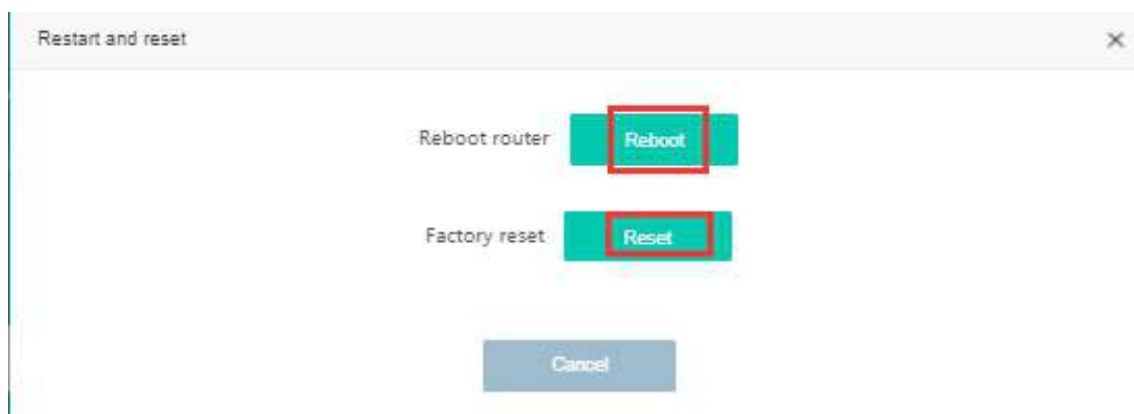 Restart and reset
Reboot router Reboot
Factory reset Reset
Cancel